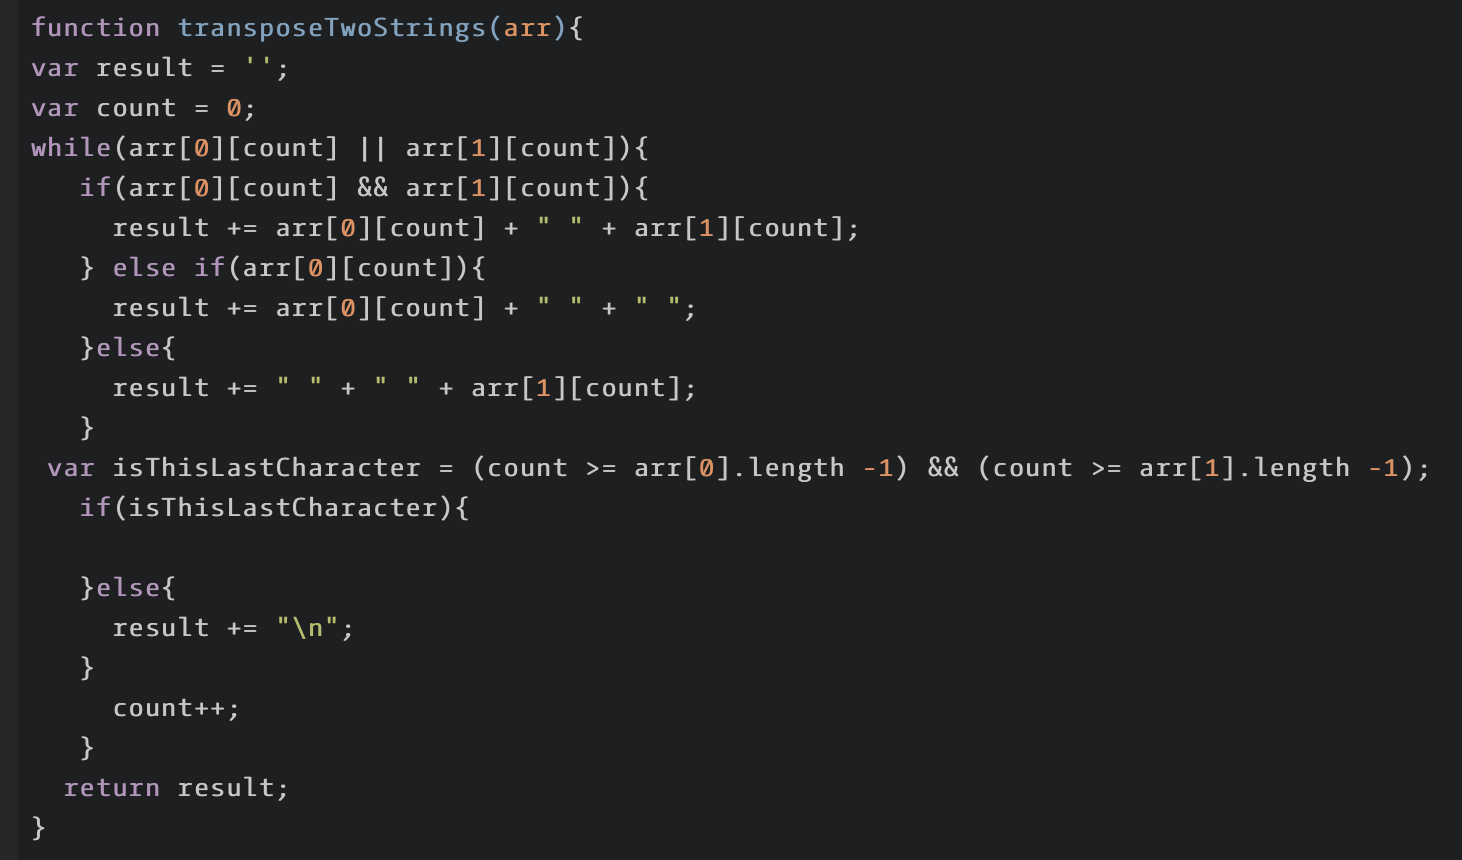 function transposeTwoStrings(arr){
var result = '';
var count = 0;
while(arr[0][count] || arr[1][count]){
   if(arr[0][count] && arr[1][count]){
     result += arr[0][count] + " " + arr[1][count];
   } else if(arr[0][count]){
     result += arr[0][count] + " " + " ";
   }else{
     result += " " + " " + arr[1][count];
   }
 var isThisLastCharacter = (count >= arr[0].length -1) && (count >= arr[1].length -1);
   if(isThisLastCharacter){

   }else{
     result += "\n";
   }
     count++;
   }
  return result;
}